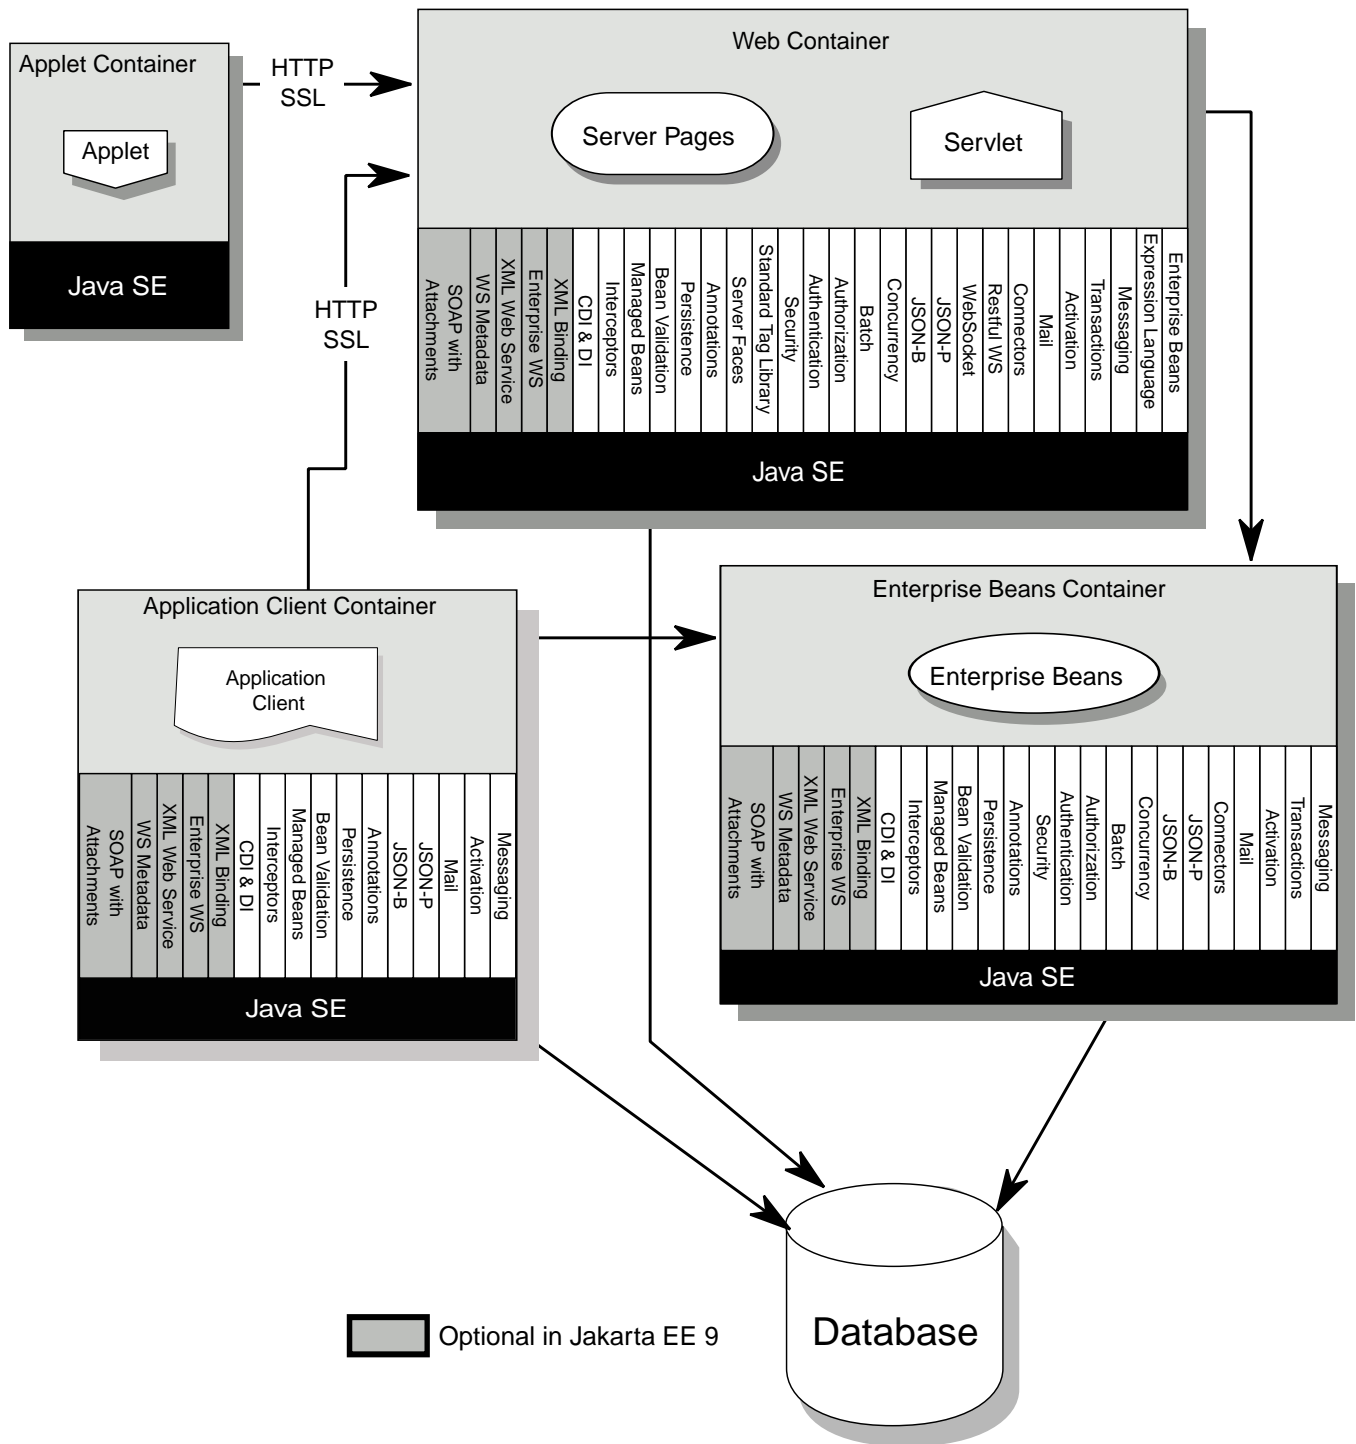 Applet Container
Applet
Java SE
HTTP
SSL
HTTP
SSL
Web Container
Server Pages
Servlet
SOAP with
Attachments
WS Metadata
XML Web Service
Enterprise WS
XML Binding
CDI & DI
Interceptors
Managed Beans
Bean Validation
Persistence
Annotations
Server Faces
Standard Tag Library
Security
Authentication
Authorization
Batch
Concurrency
JSON-B
JSON-P
WebSocket
Restful WS
Connectors
Mail
Activation
Transactions
Messaging
Expression Language
Enterprise Beans
Java SE
Application Client Container
Application
Client
SOAP with
Attachments
WS Metadata
XML Web Service
Enterprise WS
XML Binding
CDI & DI
Interceptors
Managed Beans
Bean Validation
Persistence
Annotations
JSON-B
JSON-P
Mail
Activation
Messaging
Java SE
Enterprise Beans Container
Enterprise Beans
SOAP with
Attachments
WS Metadata
XML Web Service
Enterprise WS
XML Binding
CDI & DI
Interceptors
Managed Beans
Bean Validation
Persistence
Annotations
Security
Authentication
Authorization
Batch
Concurrency
JSON-B
JSON-P
Connectors
Mail
Activation
Transactions
Messaging
Java SE
Optional in Jakarta EE 9
Database